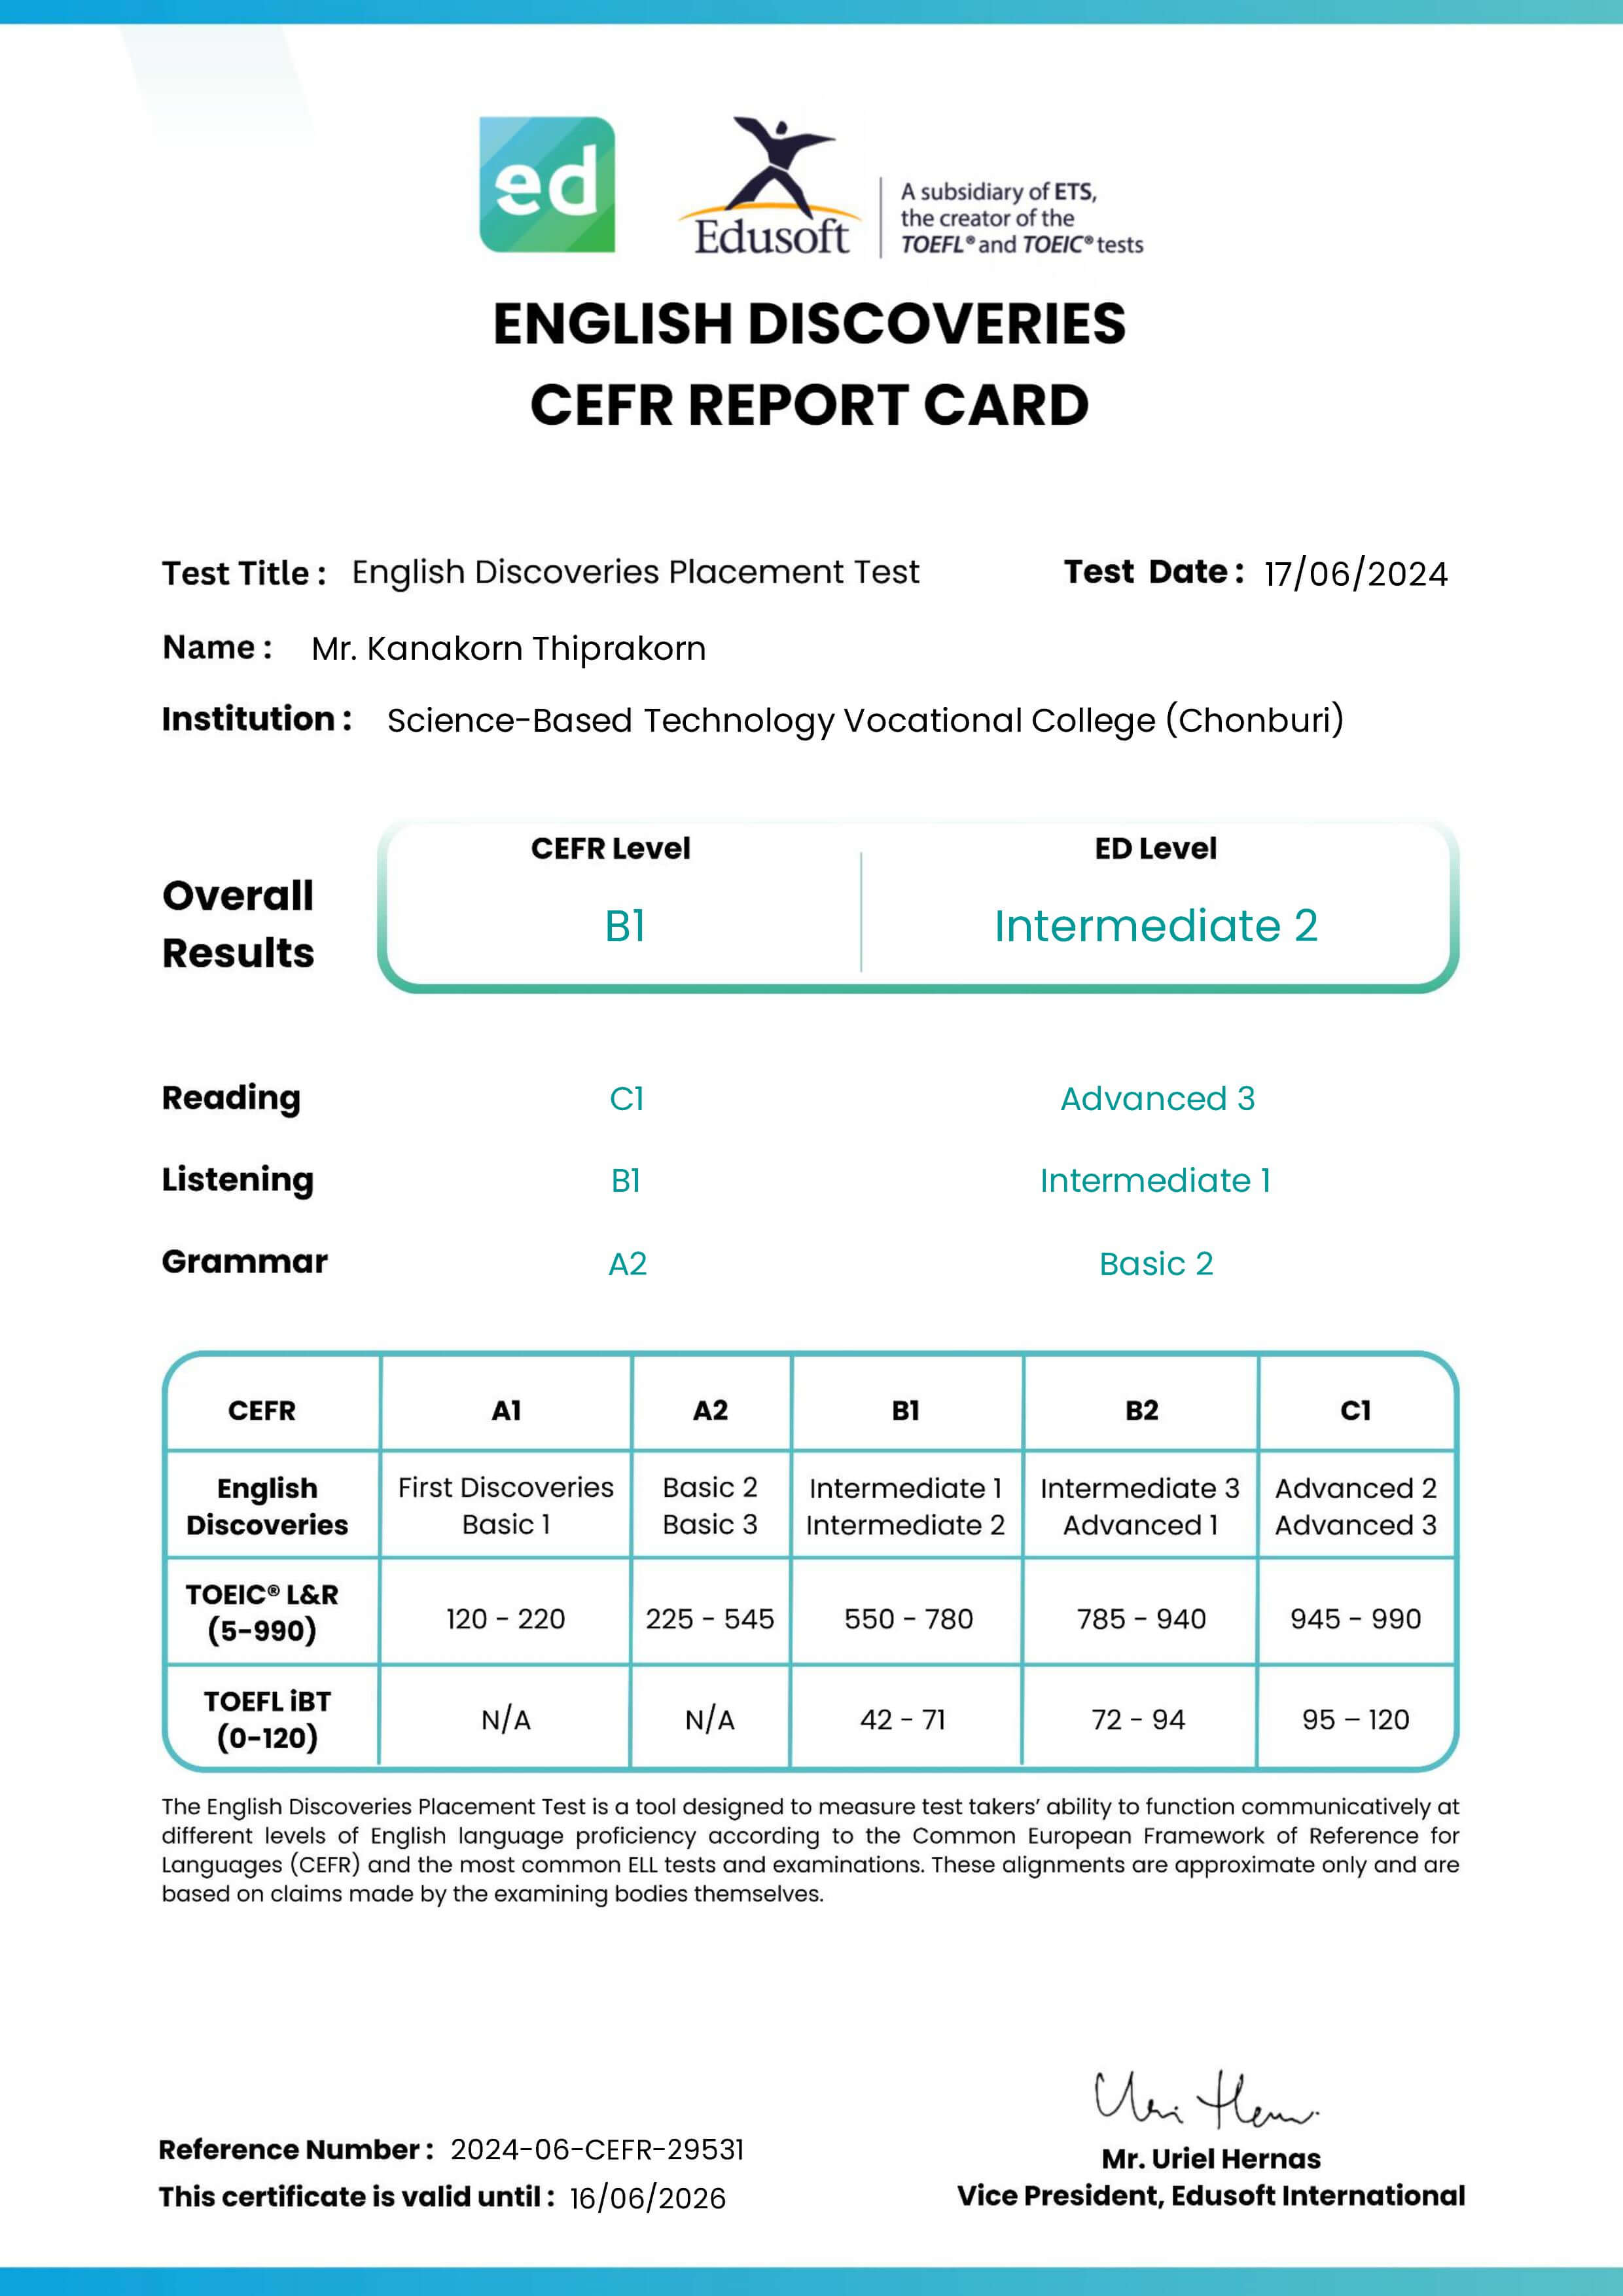 ed
Edusoft
A subsidiary of ETS,
the creator of the
TOEFL® and TOEIC® tests
ENGLISH DISCOVERIES
CEFR REPORT CARD
Test Title : English Discoveries Placement Test Test Date : 17/06/2024
Name : Mr. Kanakorn Thiprakorn
Institution : Science-Based Technology Vocational College (Chonburi)
Overall
Results
CEFR Level ED Level
B1 Intermediate 2
Reading C1 Advanced 3
Listening B1 Intermediate 1
Grammar A2 Basic 2
CEFR A1 A2 B1 B2 C1
English First Discoveries Basic 2 Intermediate 1 Intermediate 3 Advanced 2
Discoveries Basic 1 Basic 3 Intermediate 2 Advanced 1 Advanced 3
TOEIC® L&R
(5-990) 120 - 220 225 - 545 550 - 780 785 - 940 945 - 990
TOEFL iBT
(0-120) N/A N/A 42 - 71 72 - 94 95 – 120
The English Discoveries Placement Test is a tool designed to measure test takers’ ability to function communicatively at
different levels of English language proficiency according to the Common European Framework of Reference for
Languages (CEFR) and the most common ELL tests and examinations. These alignments are approximate only and are
based on claims made by the examining bodies themselves.
Reference Number : 2024-06-CEFR-29531
This certificate is valid until : 16/06/2026
Mr. Uriel Hernas
Vice President, Edusoft International